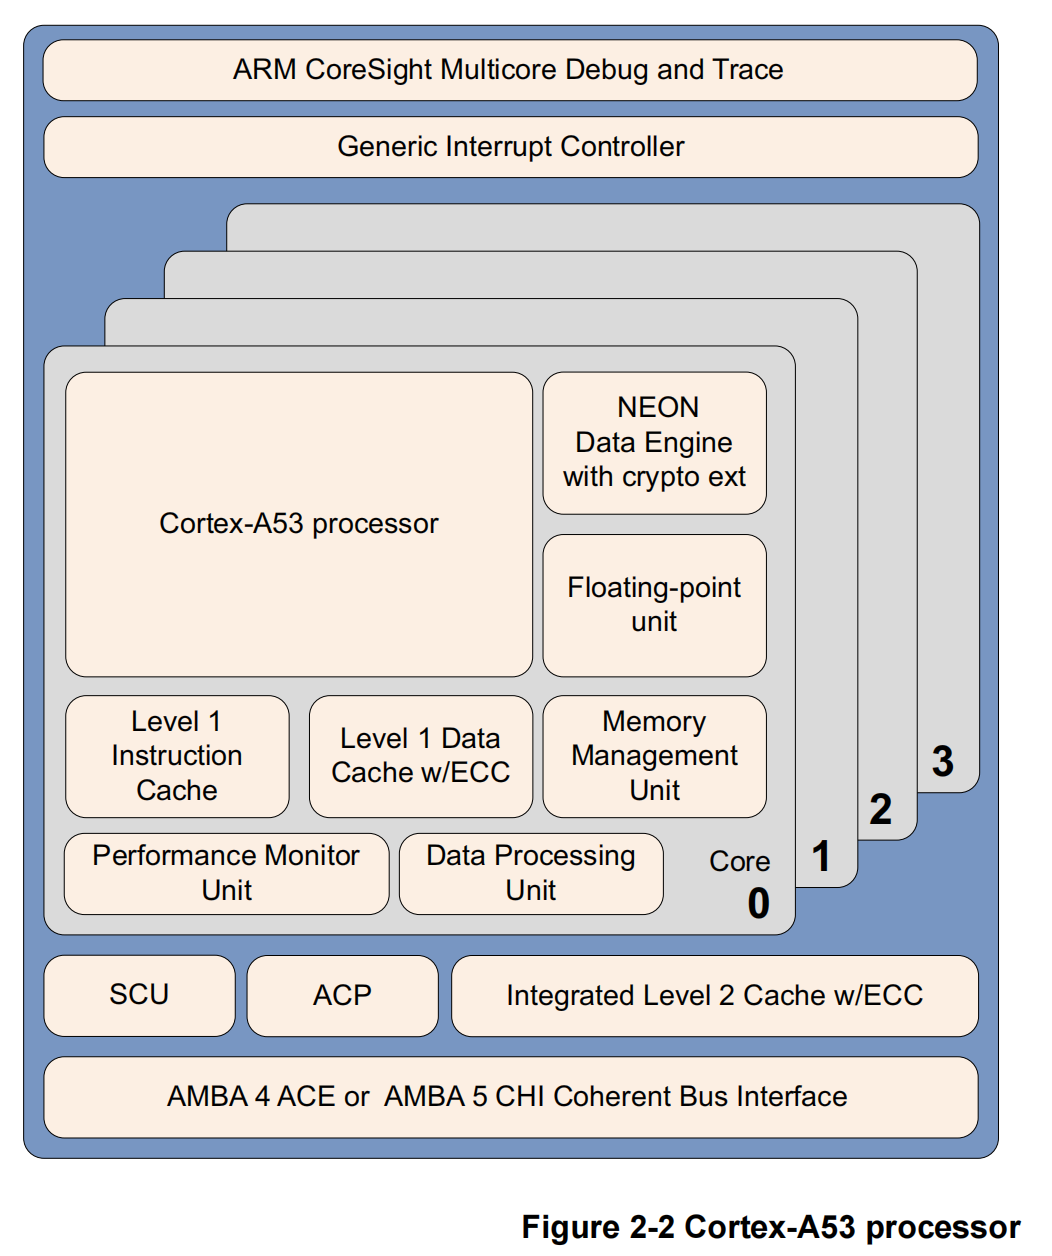 ARM CoreSight Multicore Debug and Trace
Generic Interrupt Controller
Cortex-A53 processor
NEON
Data Engine
with crypto ext
Floating-point
unit
Level 1
Instruction
Cache
Level 1 Data
Cache w/ECC
Memory
Management
Unit
Performance Monitor
Unit
Data Processing
Unit
Core
0
1
2
3
SCU
ACP
Integrated Level 2 Cache w/ECC
AMBA 4 ACE or  AMBA 5 CHI Coherent Bus Interface
Figure 2-2 Cortex-A53 processor